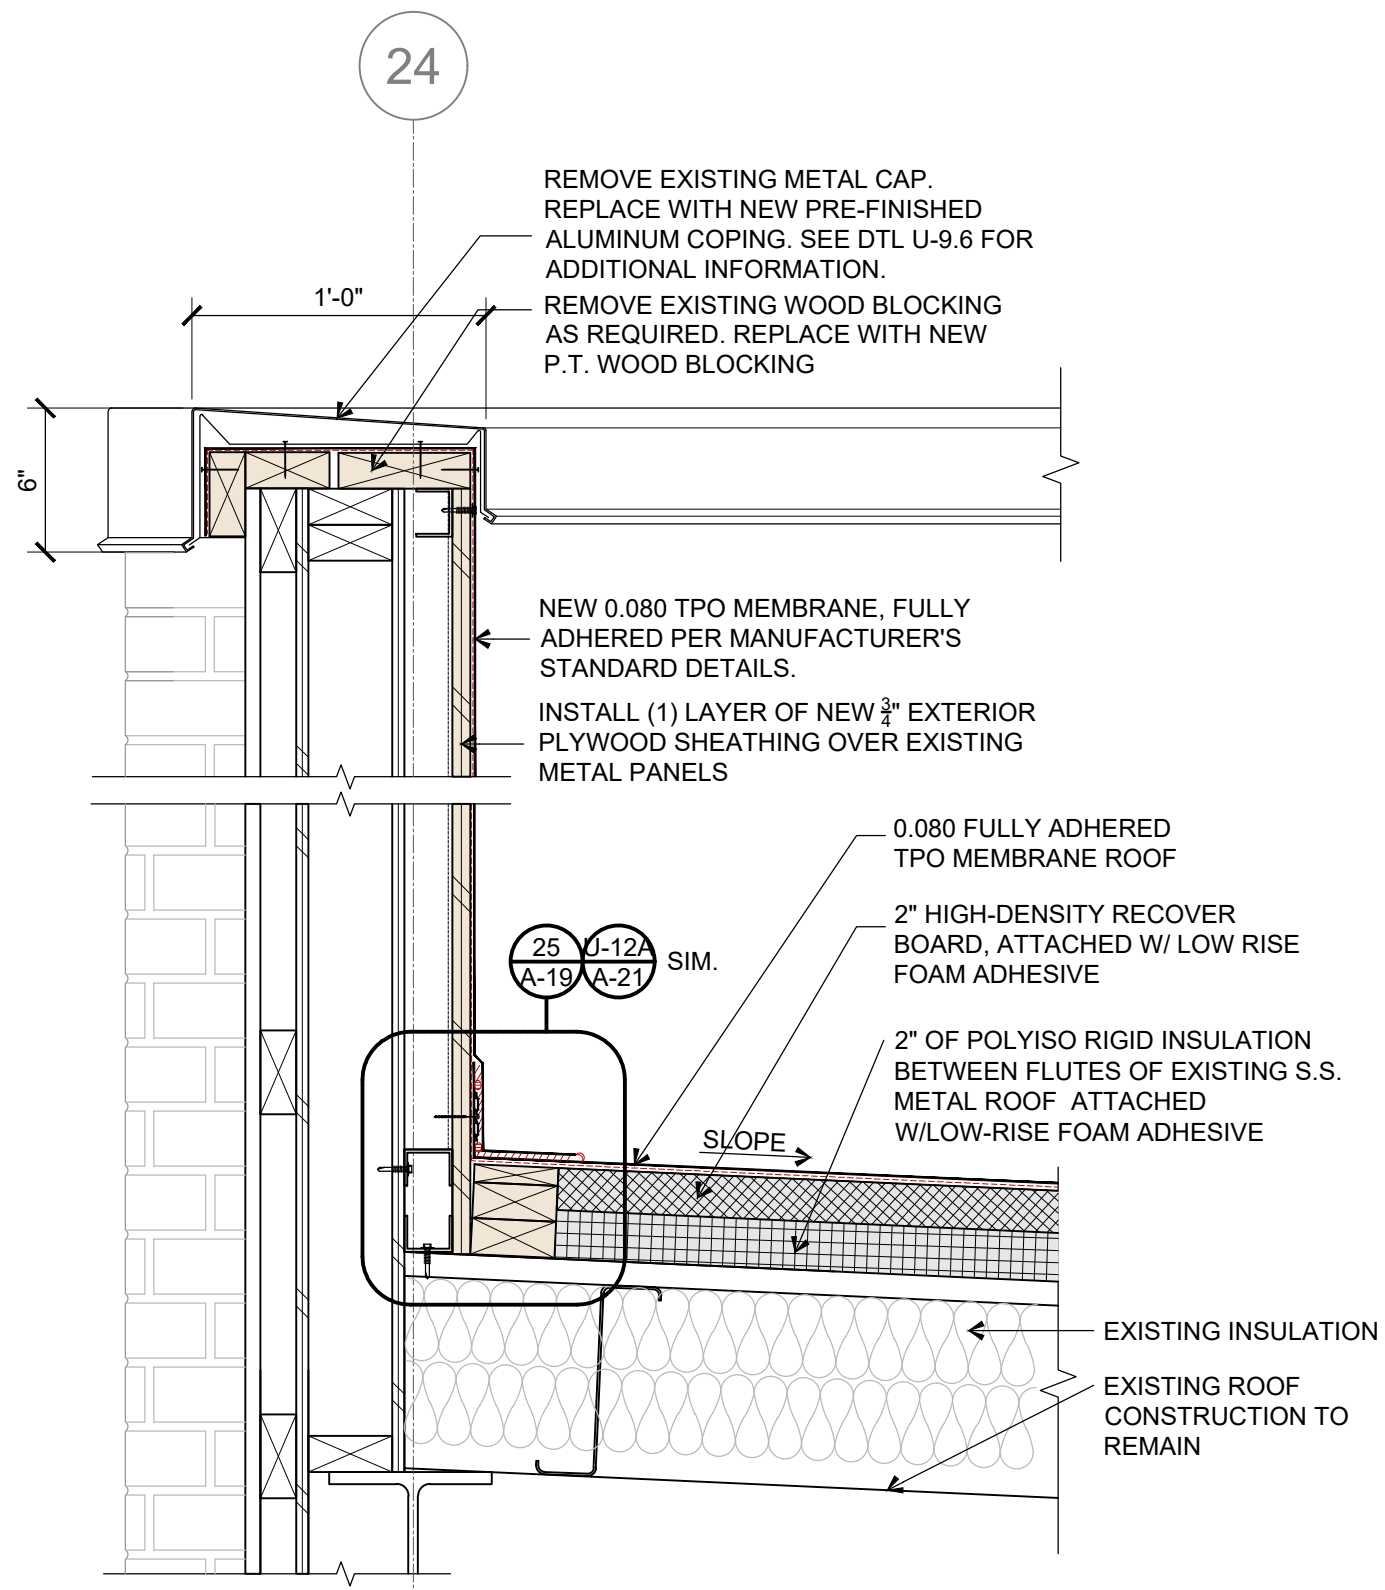 24
REMOVE EXISTING METAL CAP.
REPLACE WITH NEW PRE-FINISHED
ALUMINUM COPING. SEE DTL U-9.6 FOR
ADDITIONAL INFORMATION.
1'-0"
REMOVE EXISTING WOOD BLOCKING
AS REQUIRED. REPLACE WITH NEW
P.T. WOOD BLOCKING
6"
NEW 0.080 TPO MEMBRANE, FULLY
ADHERED PER MANUFACTURER'S
STANDARD DETAILS.
INSTALL (1) LAYER OF NEW 3/4" EXTERIOR
PLYWOOD SHEATHING OVER EXISTING
METAL PANELS
0.080 FULLY ADHERED
TPO MEMBRANE ROOF
2" HIGH-DENSITY RECOVER
BOARD, ATTACHED W/ LOW RISE
FOAM ADHESIVE
25 U-12A SIM.
A-19 A-21
2" OF POLYISO RIGID INSULATION
BETWEEN FLUTES OF EXISTING S.S.
METAL ROOF ATTACHED
W/LOW-RISE FOAM ADHESIVE
SLOPE
EXISTING INSULATION
EXISTING ROOF
CONSTRUCTION TO
REMAIN